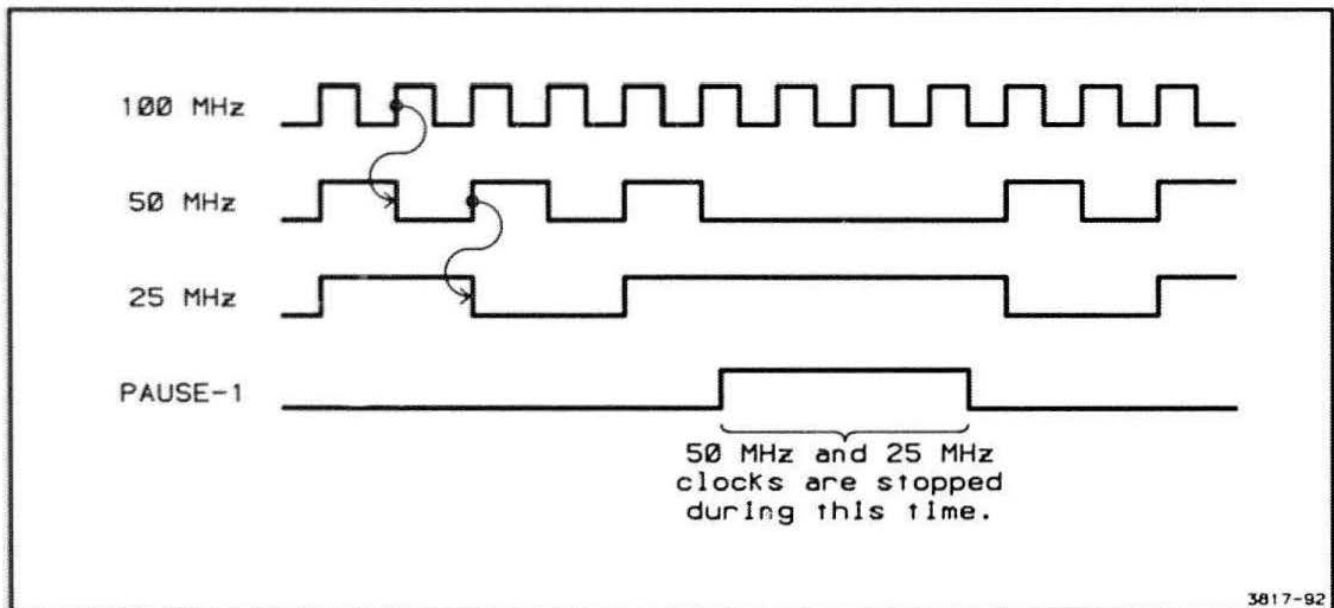 100 MHz
50 MHz
25 MHz
PAUSE-1
50 MHz and 25 MHz
clocks are stopped
during this time.
3817-92